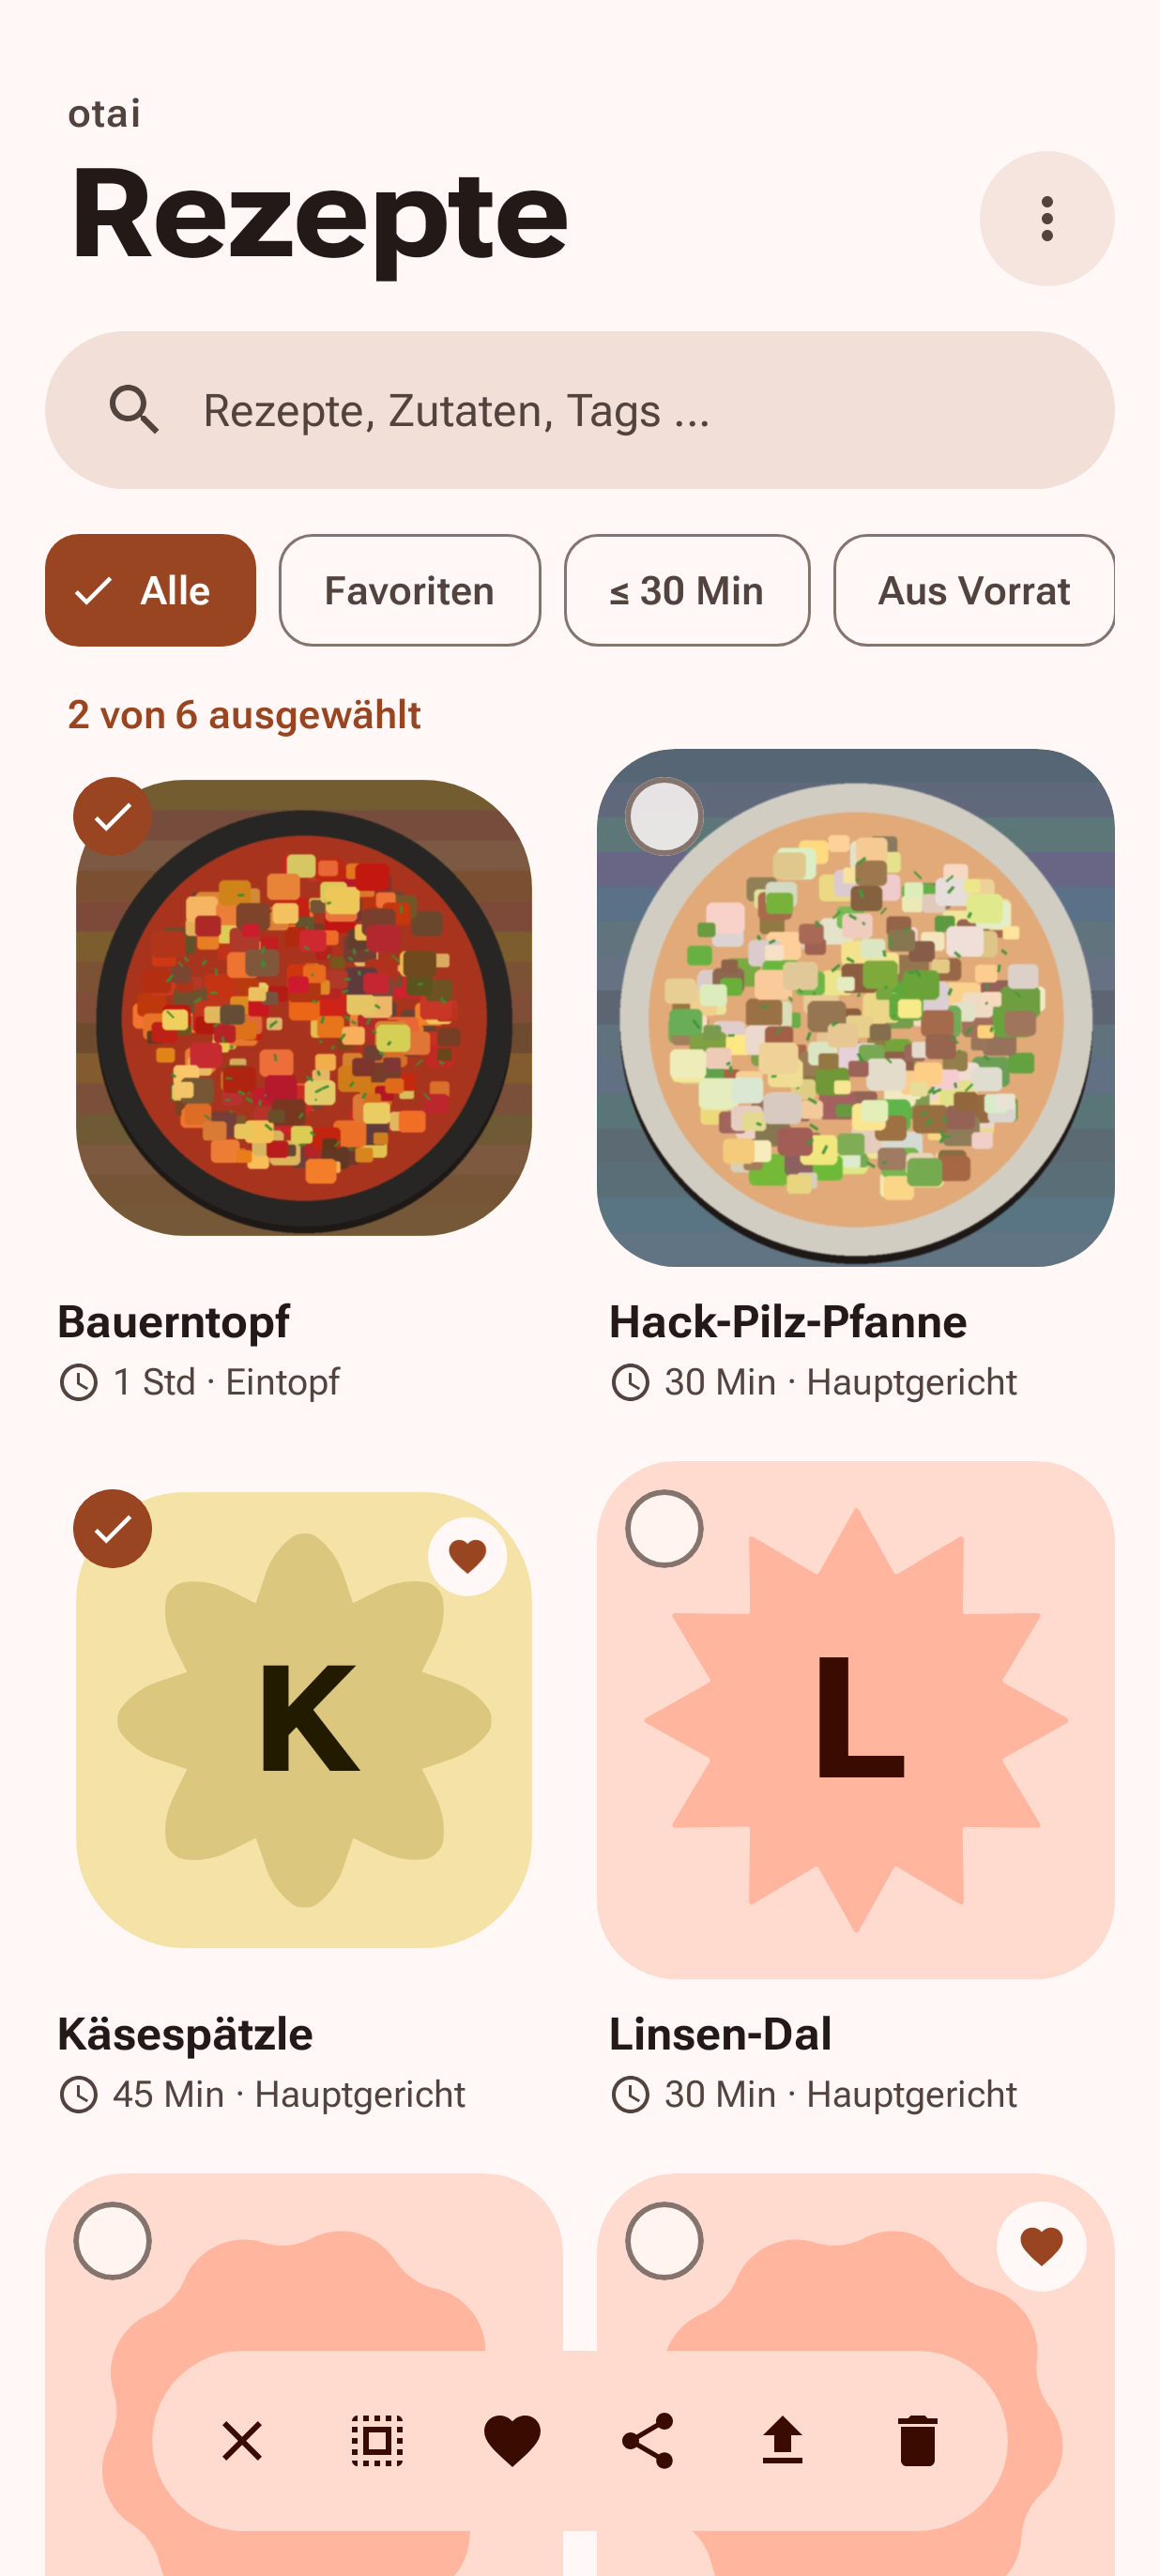 otai
Rezepte
Rezepte, Zutaten, Tags ...
Alle
Favoriten
≤ 30 Min
Aus Vorrat
2 von 6 ausgewählt
Bauerntopf
1 Std · Eintopf
Hack-Pilz-Pfanne
30 Min · Hauptgericht
K
Käsespätzle
45 Min · Hauptgericht
L
Linsen-Dal
30 Min · Hauptgericht